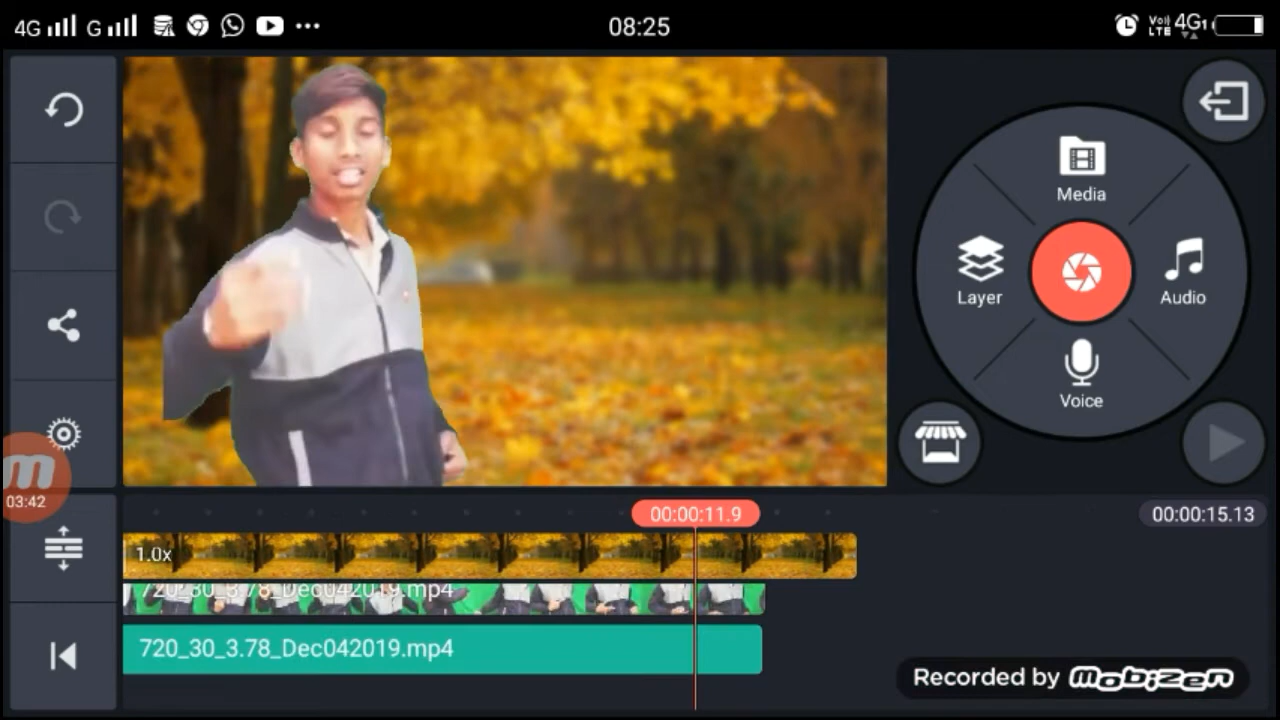 4G G 08:25 VoLTE 4G
Media
Layer
Audio
Voice
03:42
00:00:11.9
00:00:15.13
1.0x
720_30_3.78_Dec042019.mp4
720_30_3.78_Dec042019.mp4
Recorded by mobizen